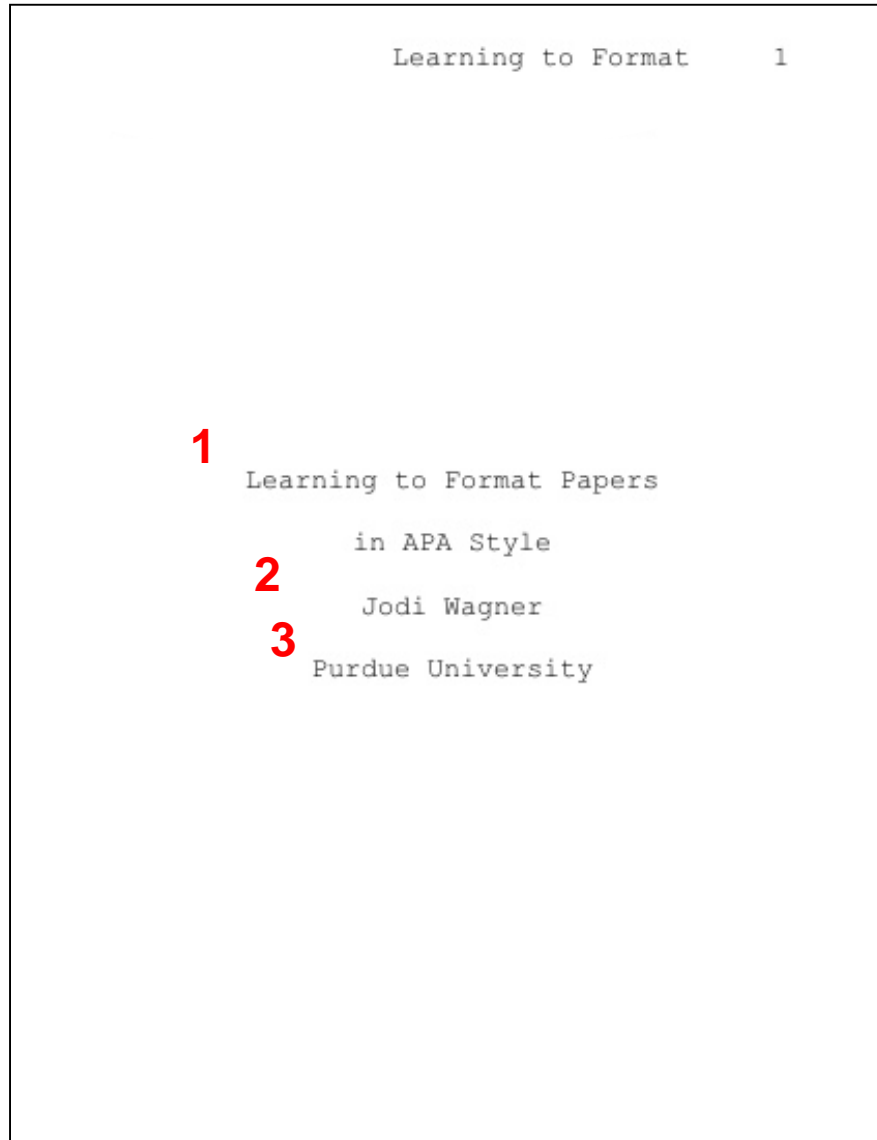 Learning to Format 1
1
Learning to Format Papers
in APA Style
2
Jodi Wagner
3
Purdue University